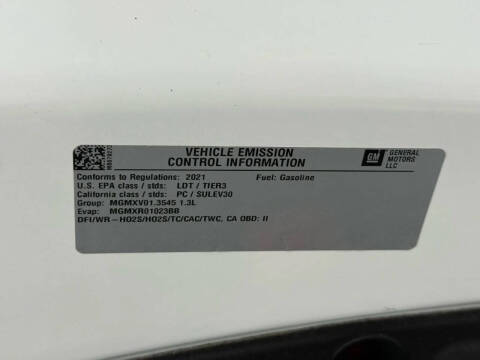 VEHICLE EMISSION
CONTROL INFORMATION
GM
GENERAL
MOTORS
LLC
Conforms to Regulations: 2021 Fuel: Gasoline
U.S. EPA class / stds: LDT / TIER3
California class / stds: PC / SULEV30
Group: MGMXV01.3545 1.3L
Evap: MGMXR01023BB
DFI/WR – HO2S/HO2S/TC/CAC/TWC, CA OBD: II